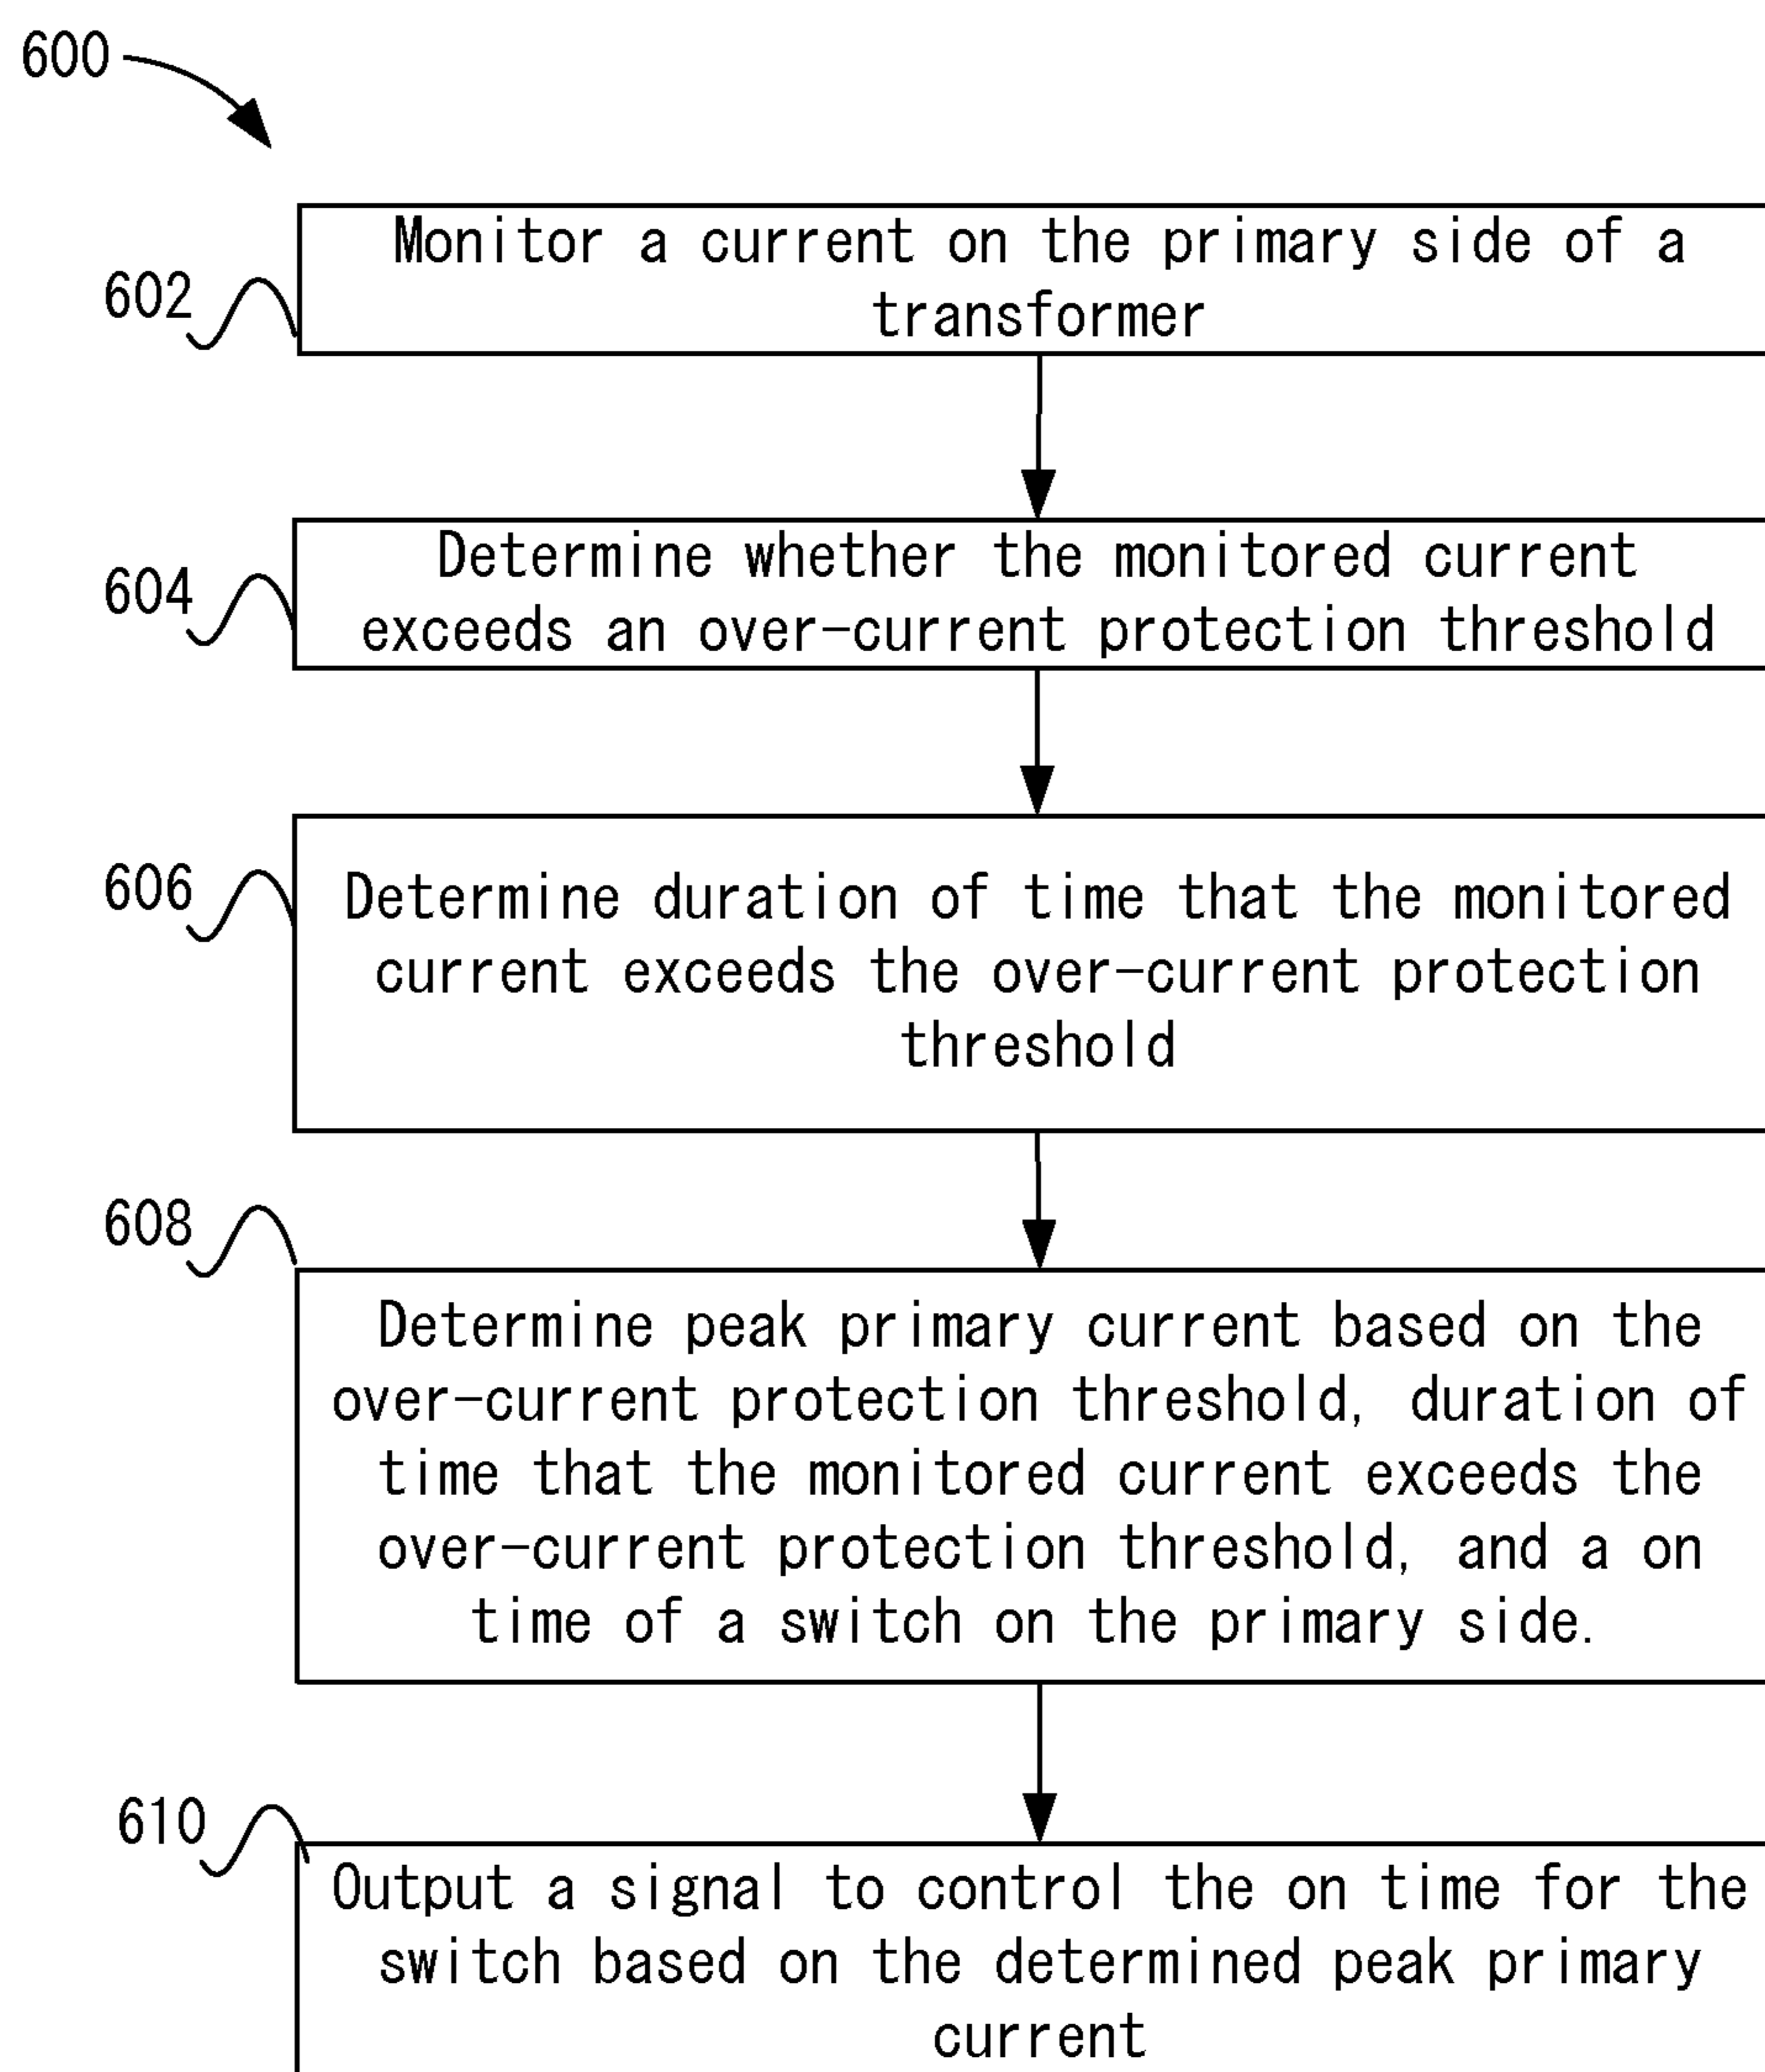 600
602
Monitor a current on the primary side of a
transformer
604
Determine whether the monitored current
exceeds an over-current protection threshold
606
Determine duration of time that the monitored
current exceeds the over-current protection
threshold
608
Determine peak primary current based on the
over-current protection threshold, duration of
time that the monitored current exceeds the
over-current protection threshold, and a on
time of a switch on the primary side.
610
Output a signal to control the on time for the
switch based on the determined peak primary
current